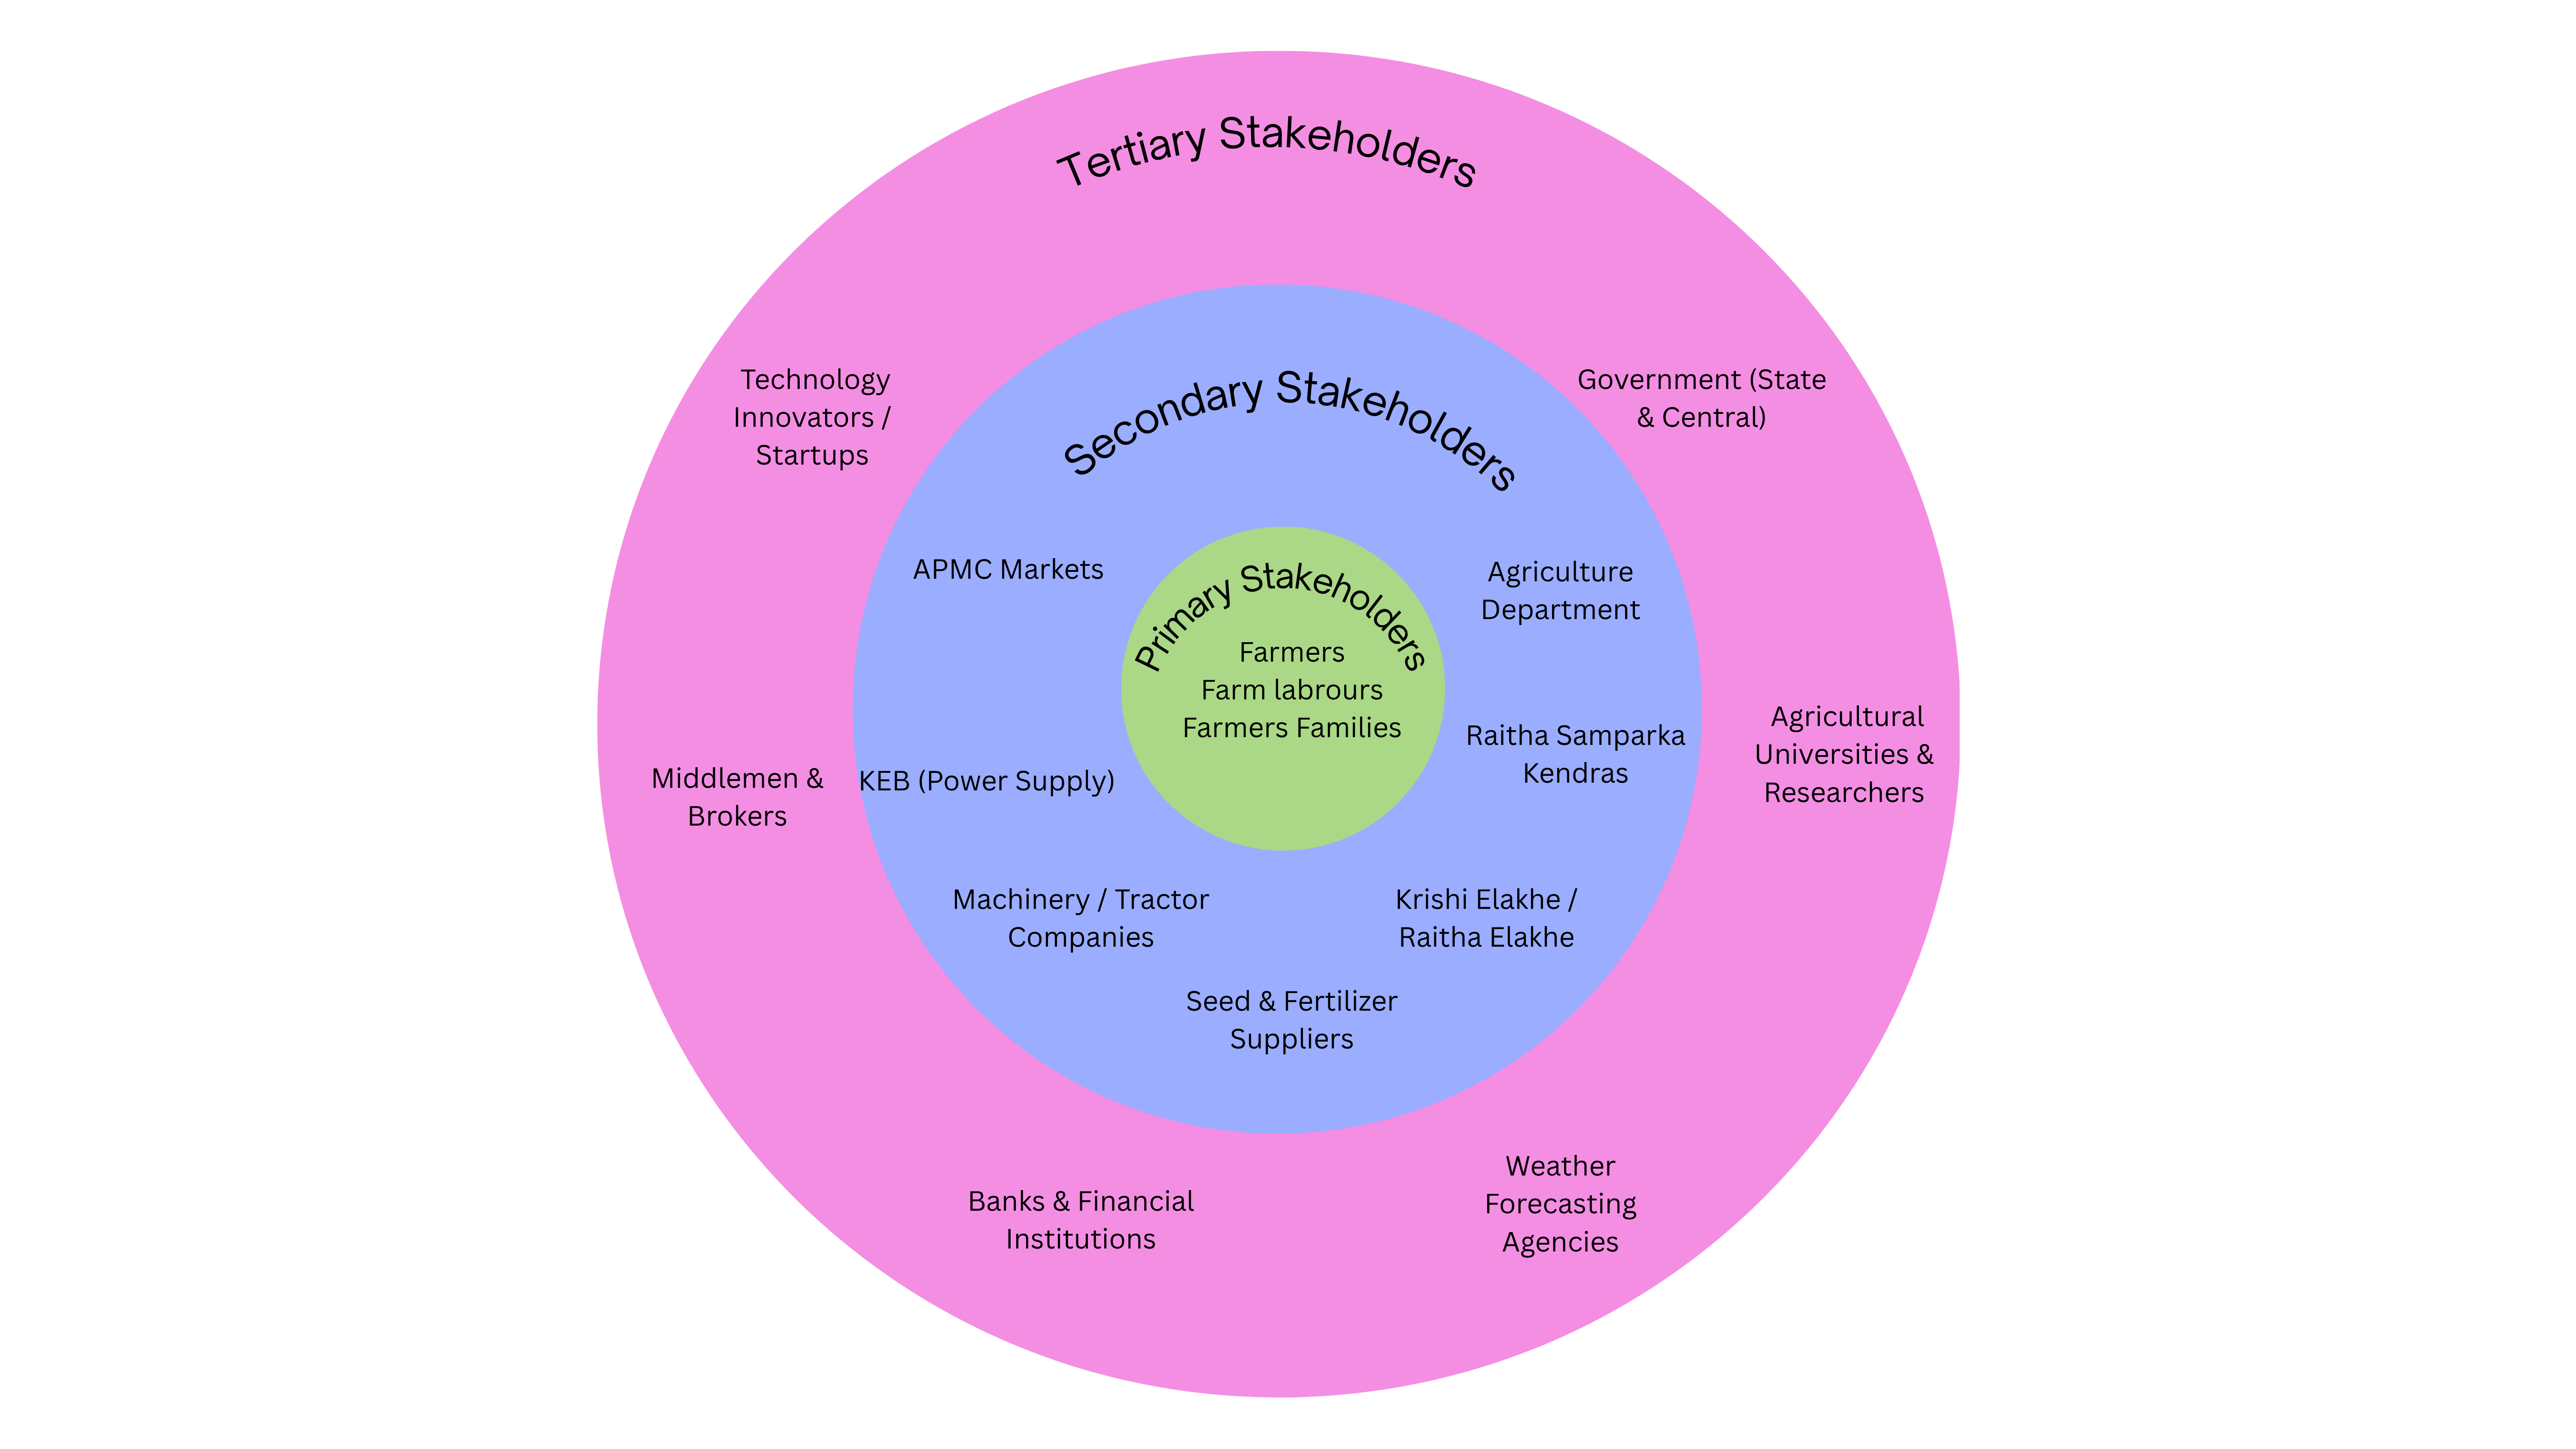 Tertiary Stakeholders
Technology
Innovators /
Startups
Government (State
& Central)
Secondary Stakeholders
APMC Markets
Agriculture
Department
Primary Stakeholders
Farmers
Farm labrours
Farmers Families
Raitha Samparka
Kendras
Agricultural
Universities &
Researchers
Middlemen &
Brokers
KEB (Power Supply)
Machinery / Tractor
Companies
Krishi Elakhe /
Raitha Elakhe
Seed & Fertilizer
Suppliers
Banks & Financial
Institutions
Weather
Forecasting
Agencies